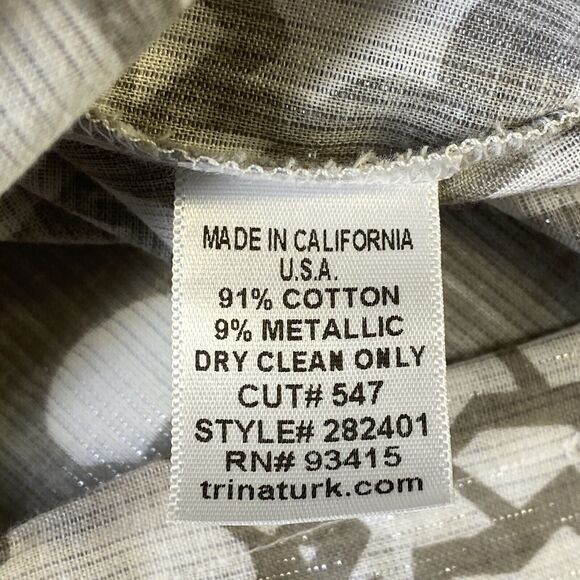 MADE IN CALIFORNIA
U.S.A.
91% COTTON
9% METALLIC
DRY CLEAN ONLY
CUT# 547
STYLE# 282401
RN# 93415
trinaturk.com